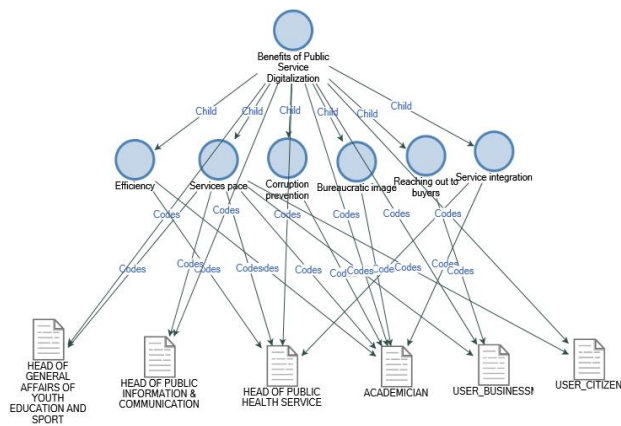 Benefits of Public
Service
Digitalization
Child
Child
Child
Child
Child
Child
Efficiency
Services pace
Corruption
prevention
Bureaucratic image
Reaching out to
buyers
Service integration
Codes
Codes
Codes
Codes
Codes
Codes
Codes
Codes
Codes
Codes
Codes
Codes
HEAD OF
GENERAL
AFFAIRS OF
YOUTH
EDUCATION AND
SPORT
HEAD OF PUBLIC
INFORMATION &
COMMUNICATION
HEAD OF PUBLIC
HEALTH SERVICE
ACADEMICIAN
USER_BUSINESSM
USER_CITIZEN